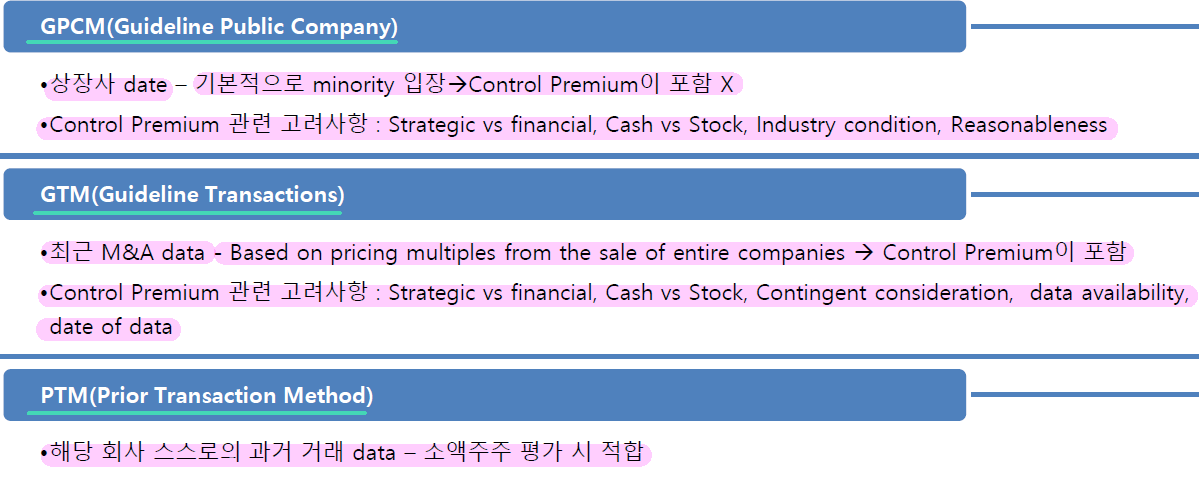 GPCM(Guideline Public Company)
•상장사 date – 기본적으로 minority 입장→Control Premium이 포함 X
•Control Premium 관련 고려사항 : Strategic vs financial, Cash vs Stock, Industry condition, Reasonableness
GTM(Guideline Transactions)
•최근 M&A data - Based on pricing multiples from the sale of entire companies → Control Premium이 포함
•Control Premium 관련 고려사항 : Strategic vs financial, Cash vs Stock, Contingent consideration, data availability,
date of data
PTM(Prior Transaction Method)
•해당 회사 스스로의 과거 거래 data – 소액주주 평가 시 적합